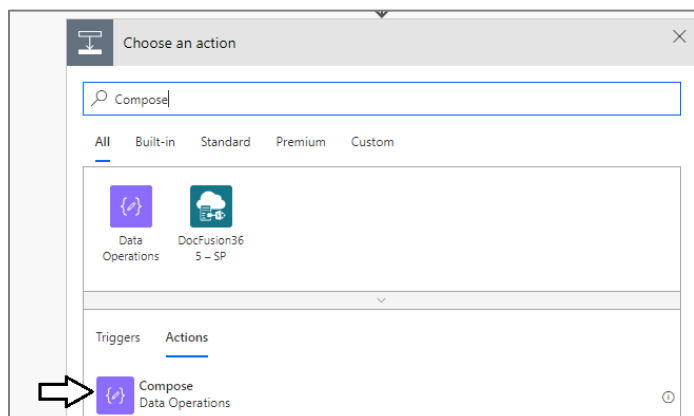 Choose an action
Compose
All Built-in Standard Premium Custom
Data
Operations
DocFusion36
5 – SP
Triggers Actions
Compose
Data Operations